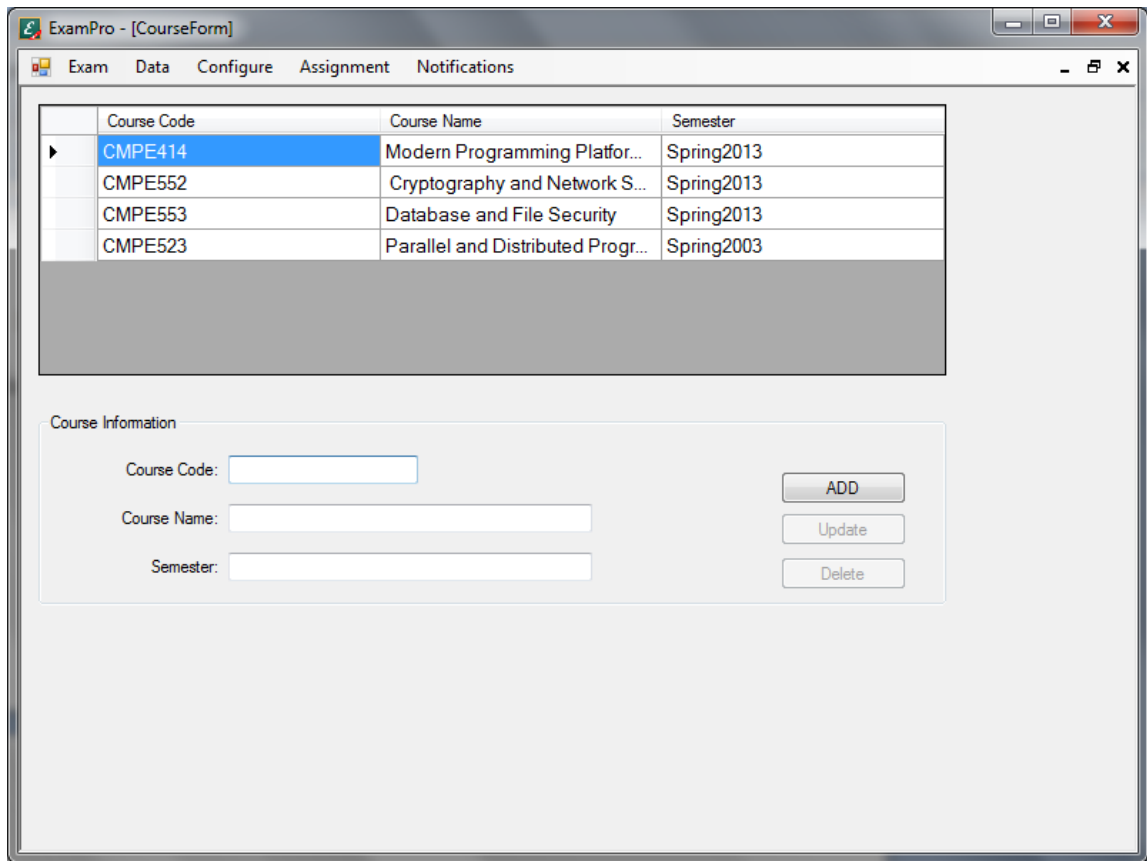 ExamPro - [CourseForm]
Exam Data Configure Assignment Notifications
Course Code Course Name Semester
CMPE414 Modern Programming Platfor... Spring2013
CMPE552 Cryptography and Network S... Spring2013
CMPE553 Database and File Security Spring2013
CMPE523 Parallel and Distributed Progr... Spring2003
Course Information
Course Code:
ADD
Course Name:
Update
Semester:
Delete